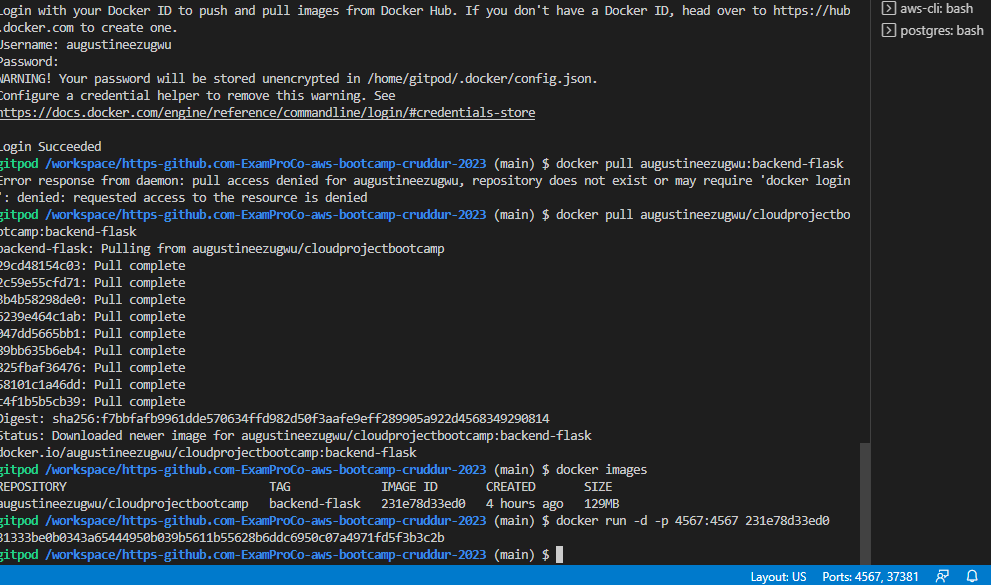 Login with your Docker ID to push and pull images from Docker Hub. If you don't have a Docker ID, head over to https://hub
.docker.com to create one.
Username: augustineezugwu
Password:
WARNING! Your password will be stored unencrypted in /home/gitpod/.docker/config.json.
Configure a credential helper to remove this warning. See
https://docs.docker.com/engine/reference/commandline/login/#credentials-store
Login Succeeded
gitpod /workspace/https-github.com-ExamProCo-aws-bootcamp-cruddur-2023 (main) $ docker pull augustineezugwu:backend-flask
Error response from daemon: pull access denied for augustineezugwu, repository does not exist or may require 'docker login
': denied: requested access to the resource is denied
gitpod /workspace/https-github.com-ExamProCo-aws-bootcamp-cruddur-2023 (main) $ docker pull augustineezugwu/cloudprojectbo
otcamp:backend-flask
backend-flask: Pulling from augustineezugwu/cloudprojectbootcamp
29cd48154c03: Pull complete
2c59e55cfd71: Pull complete
3b4b58298de0: Pull complete
6239e464c1ab: Pull complete
047dd5665bb1: Pull complete
89bb635b6eb4: Pull complete
825fbaf36476: Pull complete
58101c1a46dd: Pull complete
c4f1b5b5cb39: Pull complete
Digest: sha256:f7bbfafb9961dde570634ffd982d50f3aafe9eff289905a922d4568349290814
Status: Downloaded newer image for augustineezugwu/cloudprojectbootcamp:backend-flask
docker.io/augustineezugwu/cloudprojectbootcamp:backend-flask
gitpod /workspace/https-github.com-ExamProCo-aws-bootcamp-cruddur-2023 (main) $ docker images
REPOSITORY TAG IMAGE ID CREATED SIZE
augustineezugwu/cloudprojectbootcamp backend-flask 231e78d33ed0 4 hours ago 129MB
gitpod /workspace/https-github.com-ExamProCo-aws-bootcamp-cruddur-2023 (main) $ docker run -d -p 4567:4567 231e78d33ed0
31333be0b0343a65444950b039b5611b55628b6ddc6950c07a4971fd5f3b3c2b
gitpod /workspace/https-github.com-ExamProCo-aws-bootcamp-cruddur-2023 (main) $
aws-cli: bash
postgres: bash
Layout: US Ports: 4567, 37381